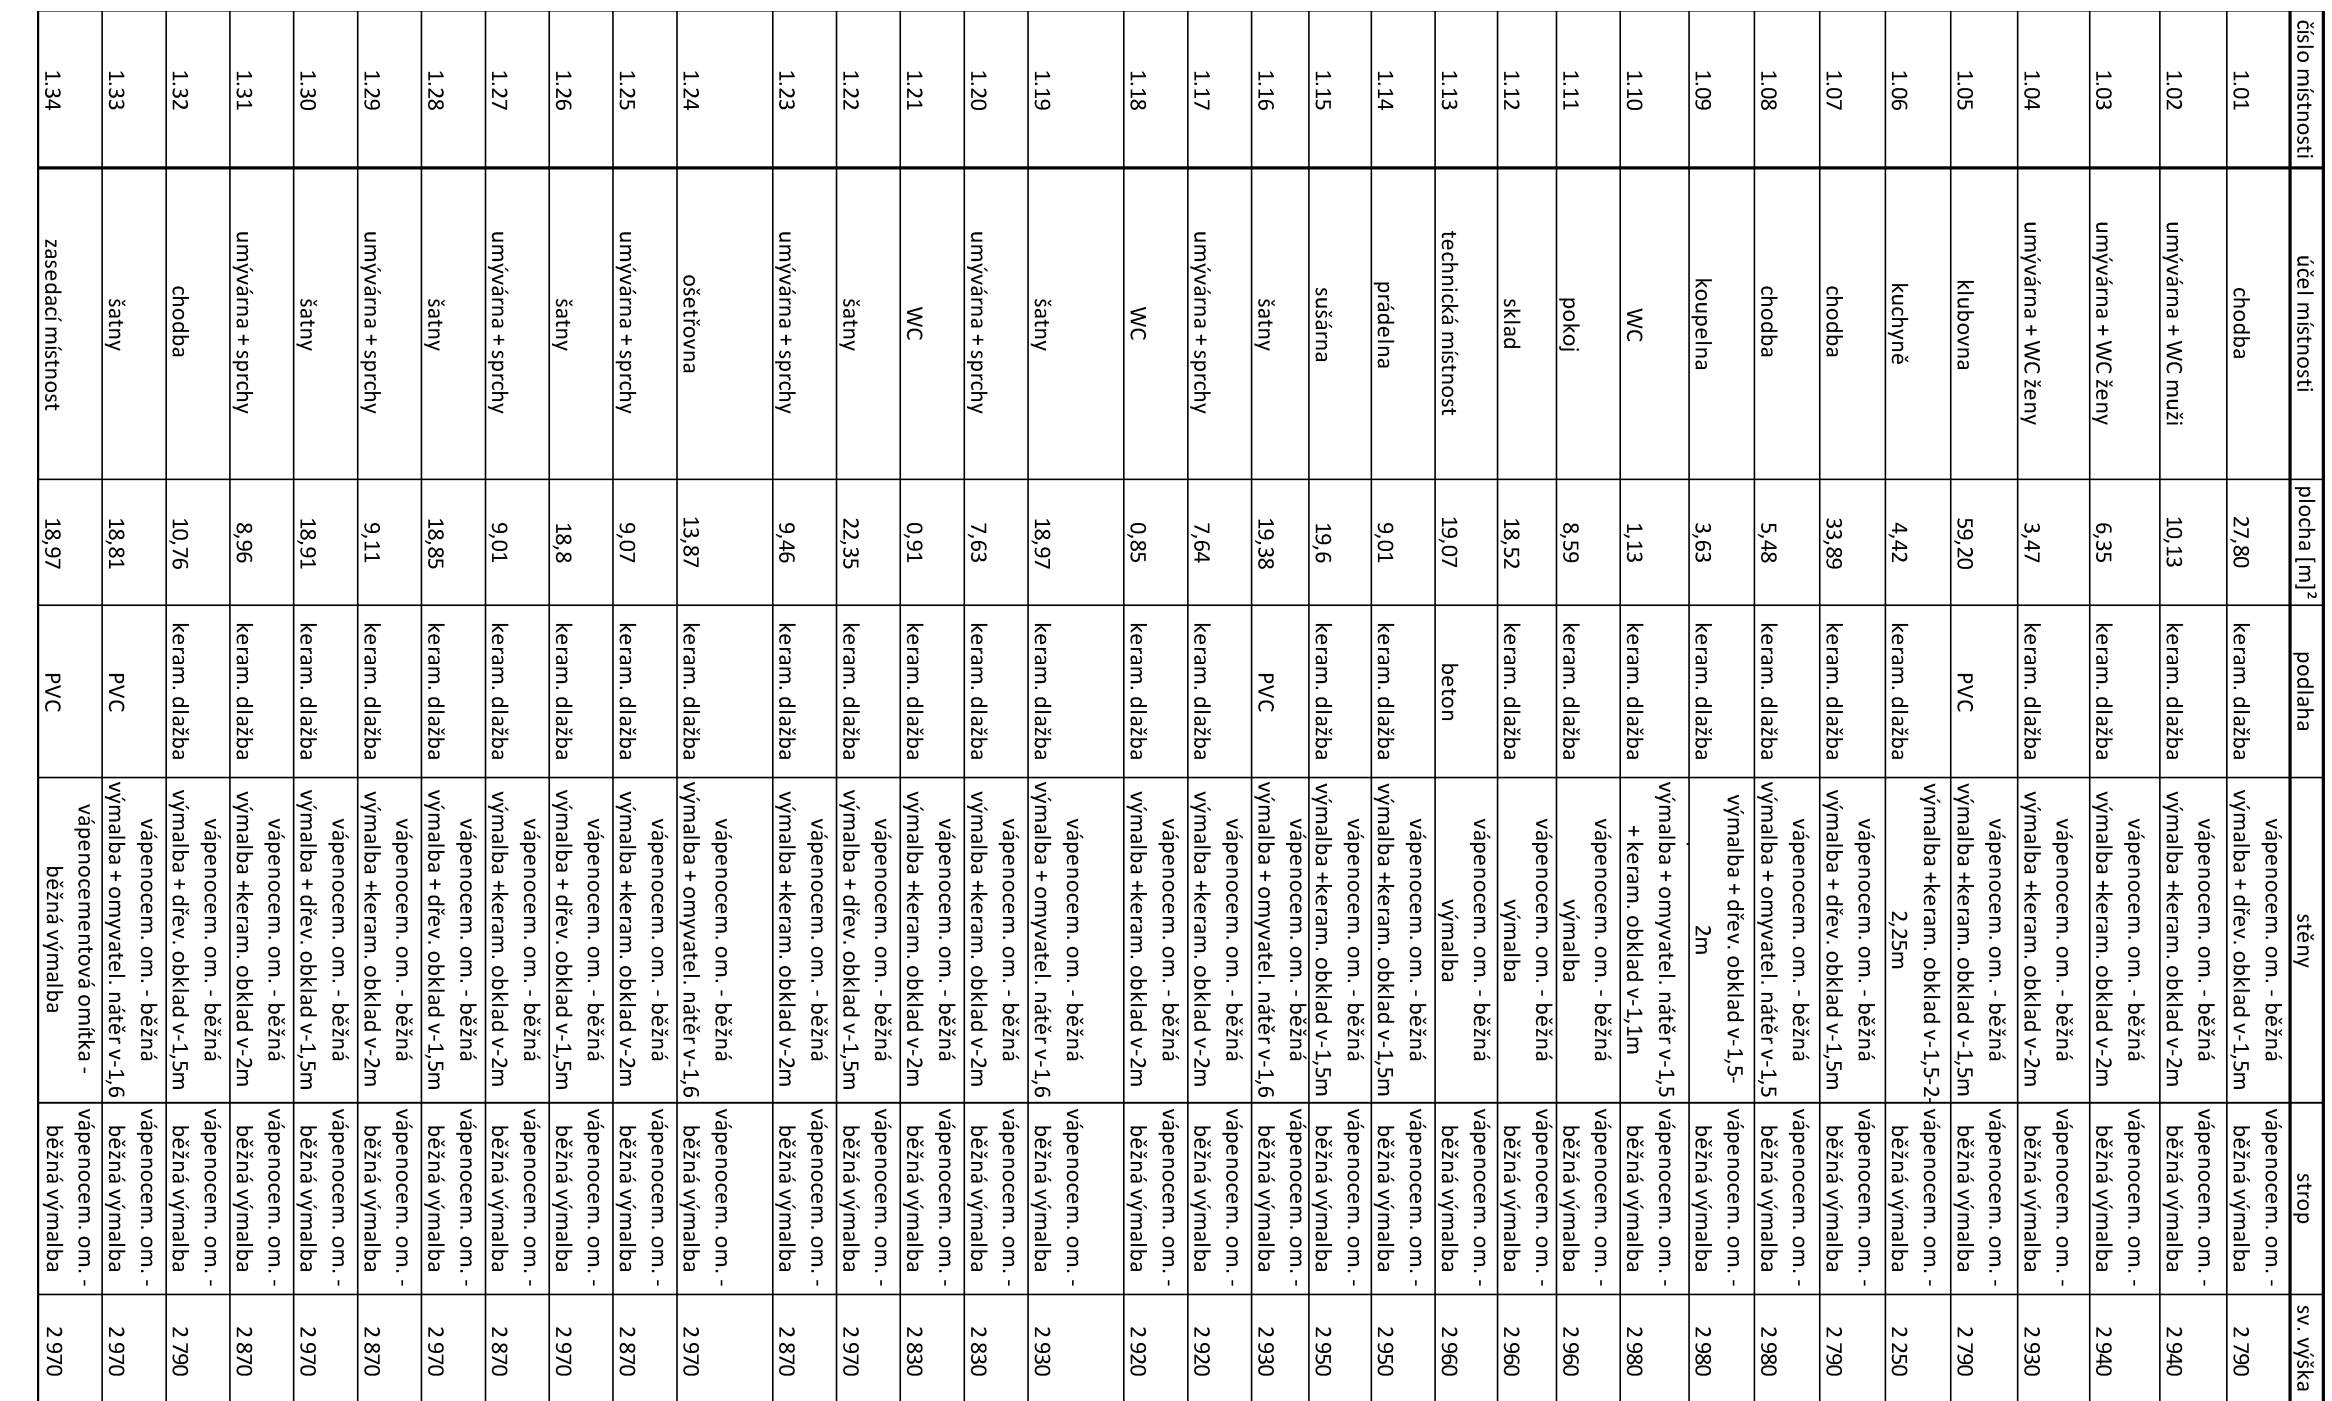 číslo místnosti účel místnosti plocha [m]² podlaha stěny strop sv. výška
vápenocem. om. - běžná vápenocem. om. -
1.01 chodba 27,80 keram. dlažba výmalba + dřev. obklad v-1,5m běžná výmalba 2 790
vápenocem. om. - běžná vápenocem. om. -
1.02 umývárna + WC muži 10,13 keram. dlažba výmalba +keram. obklad v-2m běžná výmalba 2 940
vápenocem. om. - běžná vápenocem. om. -
1.03 umývárna + WC ženy 6,35 keram. dlažba výmalba +keram. obklad v-2m běžná výmalba 2 940
vápenocem. om. - běžná vápenocem. om. -
1.04 umývárna + WC ženy 3,47 keram. dlažba výmalba +keram. obklad v-2m běžná výmalba 2 930
vápenocem. om. - běžná vápenocem. om. -
1.05 klubovna 59,20 PVC výmalba +keram. obklad v-1,5m běžná výmalba 2 790
výmalba +keram. obklad v-1,5-2- vápenocem. om. -
1.06 kuchyně 4,42 keram. dlažba 2,25m běžná výmalba 2 250
vápenocem. om. - běžná vápenocem. om. -
1.07 chodba 33,89 keram. dlažba výmalba + dřev. obklad v-1,5m běžná výmalba 2 790
vápenocem. om. - běžná vápenocem. om. -
1.08 chodba 5,48 keram. dlažba výmalba + omyvatel. nátěr v-1,5 běžná výmalba 2 980
výmalba + dřev. obklad v-1,5- vápenocem. om. -
1.09 koupelna 3,63 keram. dlažba 2m běžná výmalba 2 980
výmalba + omyvatel. nátěr v-1,5 vápenocem. om. -
1.10 WC 1,13 keram. dlažba + keram. obklad v-1,1m běžná výmalba 2 980
vápenocem. om. - běžná vápenocem. om. -
1.11 pokoj 8,59 keram. dlažba výmalba běžná výmalba 2 960
vápenocem. om. - běžná vápenocem. om. -
1.12 sklad 18,52 keram. dlažba výmalba běžná výmalba 2 960
vápenocem. om. - běžná vápenocem. om. -
1.13 technická místnost 19,07 beton výmalba běžná výmalba 2 960
vápenocem. om. - běžná vápenocem. om. -
1.14 prádelna 9,01 keram. dlažba výmalba +keram. obklad v-1,5m běžná výmalba 2 950
vápenocem. om. - běžná vápenocem. om. -
1.15 sušárna 19,6 keram. dlažba výmalba +keram. obklad v-1,5m běžná výmalba 2 950
vápenocem. om. - běžná vápenocem. om. -
1.16 šatny 19,38 PVC výmalba + omyvatel. nátěr v-1,6 běžná výmalba 2 930
vápenocem. om. - běžná vápenocem. om. -
1.17 umývárna + sprchy 7,64 keram. dlažba výmalba +keram. obklad v-2m běžná výmalba 2 920
vápenocem. om. - běžná vápenocem. om. -
1.18 WC 0,85 keram. dlažba výmalba +keram. obklad v-2m běžná výmalba 2 920
vápenocem. om. - běžná vápenocem. om. -
1.19 šatny 18,97 keram. dlažba výmalba + omyvatel. nátěr v-1,6 běžná výmalba 2 930
vápenocem. om. - běžná vápenocem. om. -
1.20 umývárna + sprchy 7,63 keram. dlažba výmalba +keram. obklad v-2m běžná výmalba 2 830
vápenocem. om. - běžná vápenocem. om. -
1.21 WC 0,91 keram. dlažba výmalba +keram. obklad v-2m běžná výmalba 2 830
vápenocem. om. - běžná vápenocem. om. -
1.22 šatny 22,35 keram. dlažba výmalba + dřev. obklad v-1,5m běžná výmalba 2 970
vápenocem. om. - běžná vápenocem. om. -
1.23 umývárna + sprchy 9,46 keram. dlažba výmalba +keram. obklad v-2m běžná výmalba 2 870
vápenocem. om. - běžná vápenocem. om. -
1.24 ošetřovna 13,87 keram. dlažba výmalba + omyvatel. nátěr v-1,6 běžná výmalba 2 970
vápenocem. om. - běžná vápenocem. om. -
1.25 umývárna + sprchy 9,07 keram. dlažba výmalba +keram. obklad v-2m běžná výmalba 2 870
vápenocem. om. - běžná vápenocem. om. -
1.26 šatny 18,8 keram. dlažba výmalba + dřev. obklad v-1,5m běžná výmalba 2 970
vápenocem. om. - běžná vápenocem. om. -
1.27 umývárna + sprchy 9,01 keram. dlažba výmalba +keram. obklad v-2m běžná výmalba 2 870
vápenocem. om. - běžná vápenocem. om. -
1.28 šatny 18,85 keram. dlažba výmalba + dřev. obklad v-1,5m běžná výmalba 2 970
vápenocem. om. - běžná vápenocem. om. -
1.29 umývárna + sprchy 9,11 keram. dlažba výmalba +keram. obklad v-2m běžná výmalba 2 870
vápenocem. om. - běžná vápenocem. om. -
1.30 šatny 18,91 keram. dlažba výmalba + dřev. obklad v-1,5m běžná výmalba 2 970
vápenocem. om. - běžná vápenocem. om. -
1.31 umývárna + sprchy 8,96 keram. dlažba výmalba +keram. obklad v-2m běžná výmalba 2 870
vápenocem. om. - běžná vápenocem. om. -
1.32 chodba 10,76 keram. dlažba výmalba + dřev. obklad v-1,5m běžná výmalba 2 790
vápenocem. om. - běžná vápenocem. om. -
1.33 šatny 18,81 PVC výmalba + omyvatel. nátěr v-1,6 běžná výmalba 2 970
vápenocementová omítka - vápenocem. om. -
1.34 zasedací místnost 18,97 PVC běžná výmalba běžná výmalba 2 970